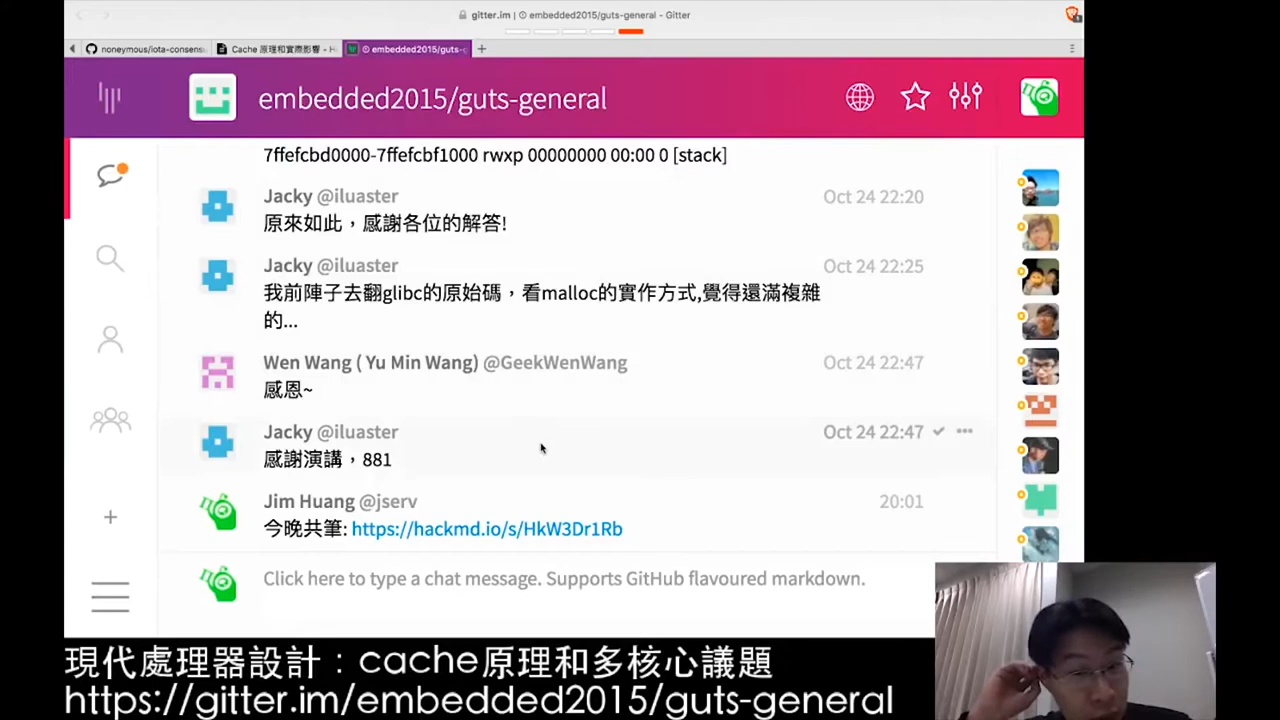 gitter.im | embedded2015/guts-general - Gitter
noneymous/iota-consens
Cache 原理和實際影響 - H
embedded2015/guts-g
embedded2015/guts-general
7ffefcbd0000-7ffefcbf1000 rwxp 00000000 00:00 0 [stack]
Jacky @iluaster Oct 24 22:20
原來如此，感謝各位的解答!
Jacky @iluaster Oct 24 22:25
我前陣子去翻glibc的原始碼，看malloc的實作方式,覺得還滿複雜
的...
Wen Wang ( Yu Min Wang) @GeekWenWang Oct 24 22:47
感恩~
Jacky @iluaster Oct 24 22:47
感謝演講，881
Jim Huang @jserv 20:01
今晚共筆: https://hackmd.io/s/HkW3Dr1Rb
Click here to type a chat message. Supports GitHub flavoured markdown.
現代處理器設計：cache原理和多核心議題
https://gitter.im/embedded2015/guts-general